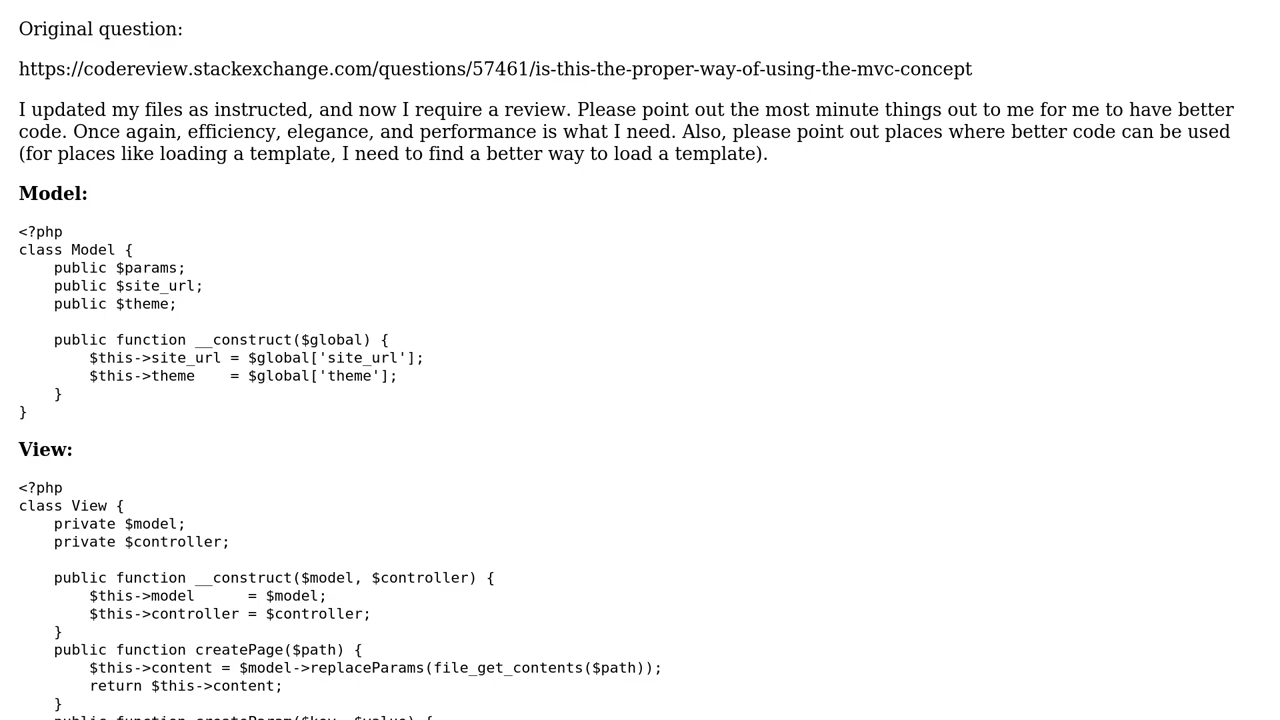 Original question:
https://codereview.stackexchange.com/questions/57461/is-this-the-proper-way-of-using-the-mvc-concept
I updated my files as instructed, and now I require a review. Please point out the most minute things out to me for me to have better
code. Once again, efficiency, elegance, and performance is what I need. Also, please point out places where better code can be used
(for places like loading a template, I need to find a better way to load a template).
Model:
<?php
class Model {
    public $params;
    public $site_url;
    public $theme;
    public function __construct($global) {
        $this->site_url = $global['site_url'];
        $this->theme    = $global['theme'];
    }
}
View:
<?php
class View {
    private $model;
    private $controller;
    public function __construct($model, $controller) {
        $this->model      = $model;
        $this->controller = $controller;
    }
    public function createPage($path) {
        $this->content = $model->replaceParams(file_get_contents($path));
        return $this->content;
    }
    public function createParam($key, $value) {